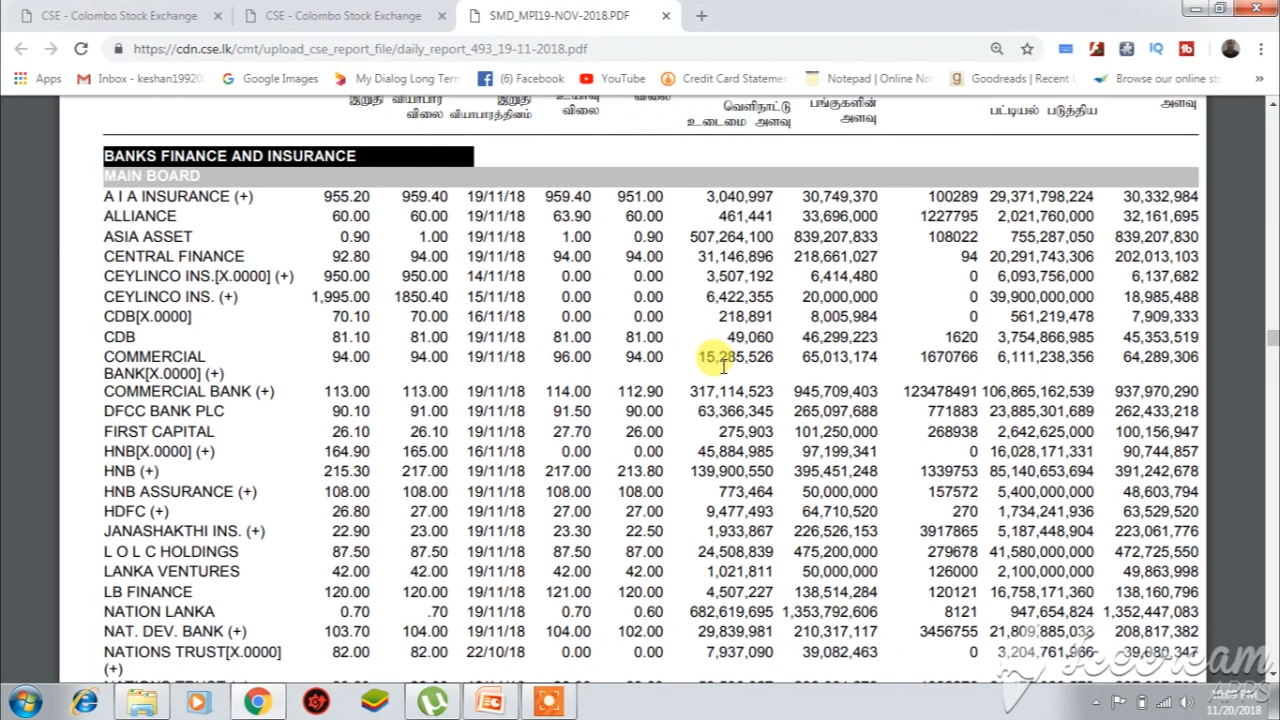 CSE - Colombo Stock Exchange
CSE - Colombo Stock Exchange
SMD_MPI19-NOV-2018.PDF
https://cdn.cse.lk/cmt/upload_cse_report_file/daily_report_493_19-11-2018.pdf
Apps Inbox - keshan19920 Google Images My Dialog Long Term (6) Facebook YouTube Credit Card Statemen Notepad | Online No Goodreads | Recent Browse our online st
இறுதி வியாபார இறுதி உயர்வு விலை வெளிநாட்டு பங்குகளின் பட்டியல் படுத்திய அளவு
விலை வியாபாரத்தினம் விலை உடைமை அளவு அளவு
BANKS FINANCE AND INSURANCE
MAIN BOARD
A I A INSURANCE (+) 955.20 959.40 19/11/18 959.40 951.00 3,040,997 30,749,370 100289 29,371,798,224 30,332,984
ALLIANCE 60.00 60.00 19/11/18 63.90 60.00 461,441 33,696,000 1227795 2,021,760,000 32,161,695
ASIA ASSET 0.90 1.00 19/11/18 1.00 0.90 507,264,100 839,207,833 108022 755,287,050 839,207,830
CENTRAL FINANCE 92.80 94.00 19/11/18 94.00 94.00 31,146,896 218,661,027 94 20,291,743,306 202,013,103
CEYLINCO INS.[X.0000] (+) 950.00 950.00 14/11/18 0.00 0.00 3,507,192 6,414,480 0 6,093,756,000 6,137,682
CEYLINCO INS. (+) 1,995.00 1850.40 15/11/18 0.00 0.00 6,422,355 20,000,000 0 39,900,000,000 18,985,488
CDB[X.0000] 70.10 70.00 16/11/18 0.00 0.00 218,891 8,005,984 0 561,219,478 7,909,333
CDB 81.10 81.00 19/11/18 81.00 81.00 49,060 46,299,223 1620 3,754,866,985 45,353,519
COMMERCIAL 94.00 94.00 19/11/18 96.00 94.00 15,285,526 65,013,174 1670766 6,111,238,356 64,289,306
BANK[X.0000] (+)
COMMERCIAL BANK (+) 113.00 113.00 19/11/18 114.00 112.90 317,114,523 945,709,403 123478491 106,865,162,539 937,970,290
DFCC BANK PLC 90.10 91.00 19/11/18 91.50 90.00 63,366,345 265,097,688 771883 23,885,301,689 262,433,218
FIRST CAPITAL 26.10 26.10 19/11/18 27.70 26.00 275,903 101,250,000 268938 2,642,625,000 100,156,947
HNB[X.0000] (+) 164.90 165.00 16/11/18 0.00 0.00 45,884,985 97,199,341 0 16,028,171,331 90,744,857
HNB (+) 215.30 217.00 19/11/18 217.00 213.80 139,900,550 395,451,248 1339753 85,140,653,694 391,242,678
HNB ASSURANCE (+) 108.00 108.00 19/11/18 108.00 108.00 773,464 50,000,000 157572 5,400,000,000 48,603,794
HDFC (+) 26.80 27.00 19/11/18 27.00 27.00 9,477,493 64,710,520 270 1,734,241,936 63,529,520
JANASHAKTHI INS. (+) 22.90 23.00 19/11/18 23.30 22.50 1,933,867 226,526,153 3917865 5,187,448,904 223,061,776
L O L C HOLDINGS 87.50 87.50 19/11/18 87.50 87.00 24,508,839 475,200,000 279678 41,580,000,000 472,725,550
LANKA VENTURES 42.00 42.00 19/11/18 42.00 42.00 1,021,811 50,000,000 126000 2,100,000,000 49,863,998
LB FINANCE 120.00 120.00 19/11/18 121.00 120.00 4,507,227 138,514,284 120121 16,758,171,360 138,160,796
NATION LANKA 0.70 .70 19/11/18 0.70 0.60 682,619,695 1,353,792,606 8121 947,654,824 1,352,447,083
NAT. DEV. BANK (+) 103.70 104.00 19/11/18 104.00 102.00 29,839,981 210,317,117 3456755 21,809,885,033 208,817,382
NATIONS TRUST[X.0000] 82.00 82.00 22/10/18 0.00 0.00 7,937,090 39,082,463 0 3,204,761,966 39,080,347
(+)
11/20/2018